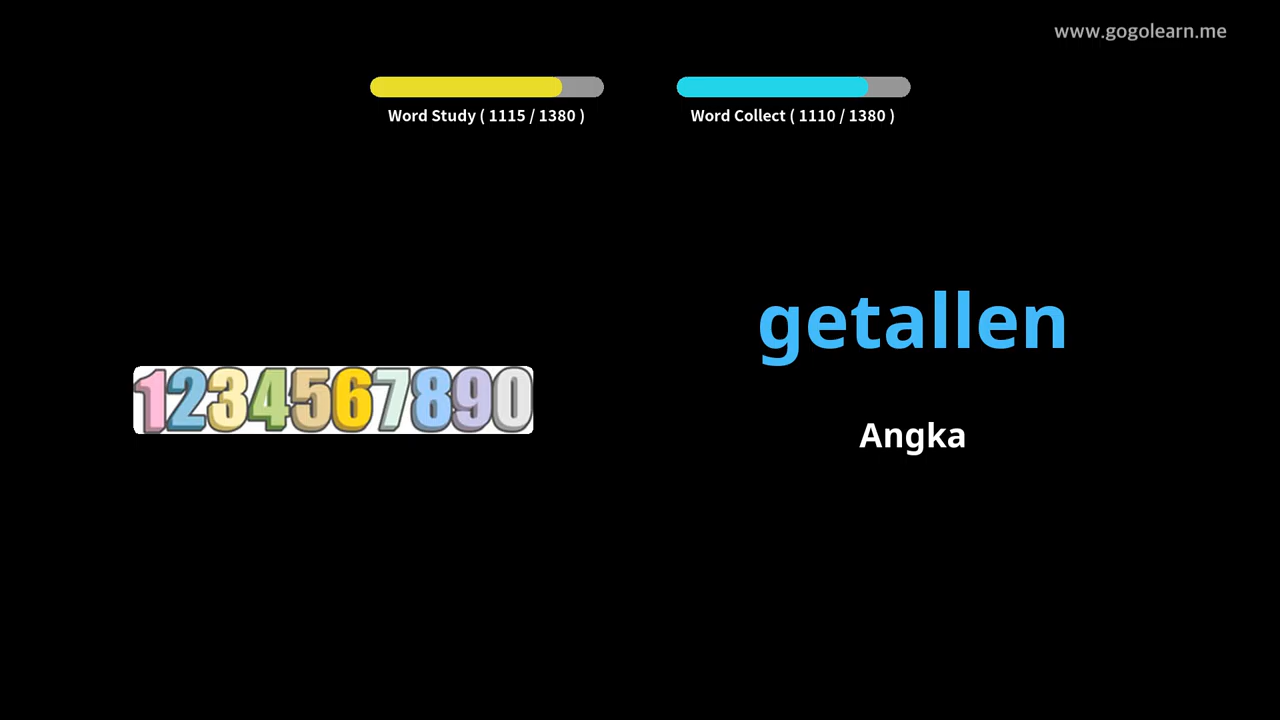 www.gogolearn.me
Word Study ( 1115 / 1380 )
Word Collect ( 1110 / 1380 )
getallen
1234567890
Angka